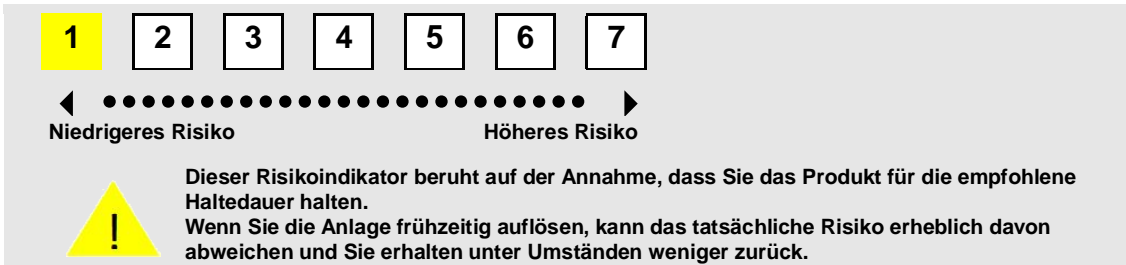 1 2 3 4 5 6 7
Niedrigeres Risiko Höheres Risiko
Dieser Risikoindikator beruht auf der Annahme, dass Sie das Produkt für die empfohlene
Haltedauer halten.
Wenn Sie die Anlage frühzeitig auflösen, kann das tatsächliche Risiko erheblich davon
abweichen und Sie erhalten unter Umständen weniger zurück.
!